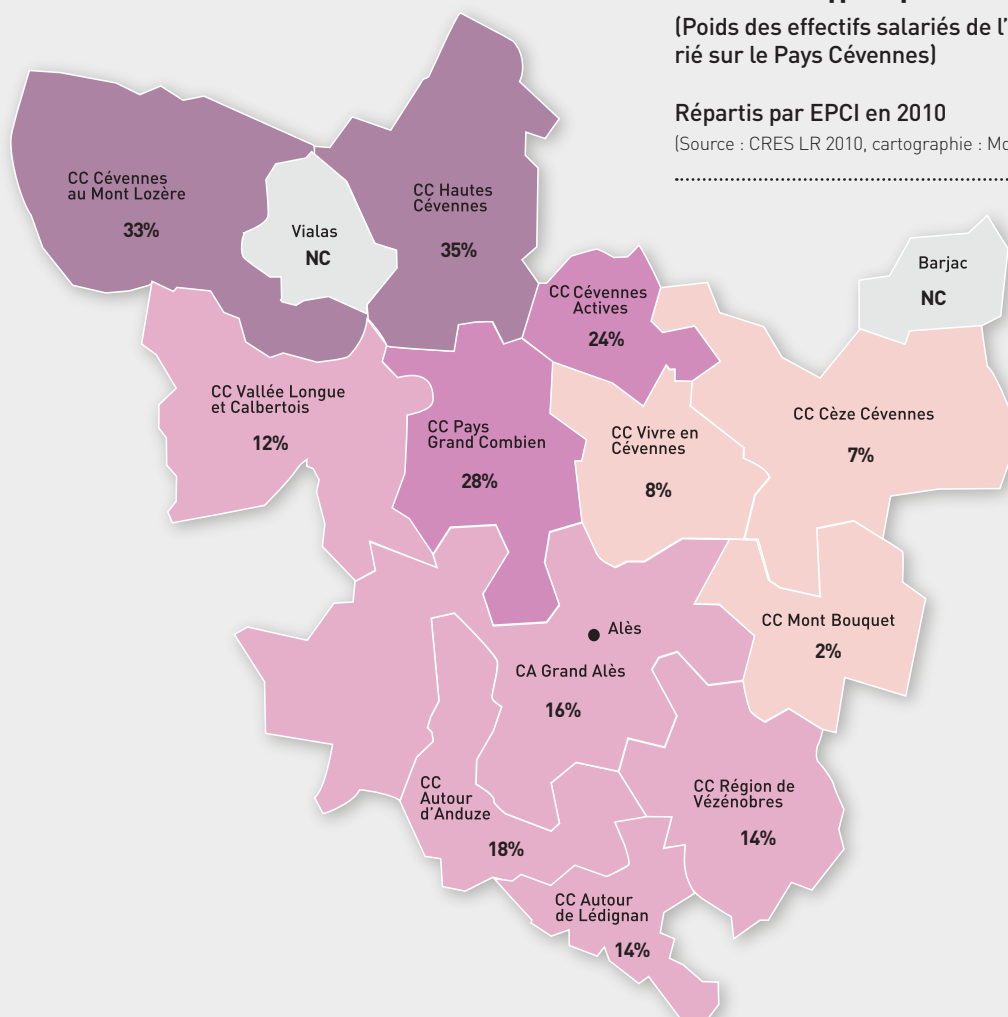 (Poids des effectifs salariés de l'
rié sur le Pays Cévennes)
Répartis par EPCI en 2010
(Source : CRES LR 2010, cartographie :
CC Cévennes
au Mont Lozère
33%
Vialas
NC
CC Hautes
Cévennes
35%
Barjac
NC
CC Cévennes
Actives
24%
CC Vallée Longue
et Calbertois
12%
CC Pays
Grand Combien
28%
CC Vivre en
Cévennes
8%
CC Cèze Cévennes
7%
CC Mont Bouquet
2%
Alès
CA Grand Alès
16%
CC
Autour
d'Anduze
18%
CC Région de
Vézénobres
14%
CC Autour
de Lédignan
14%